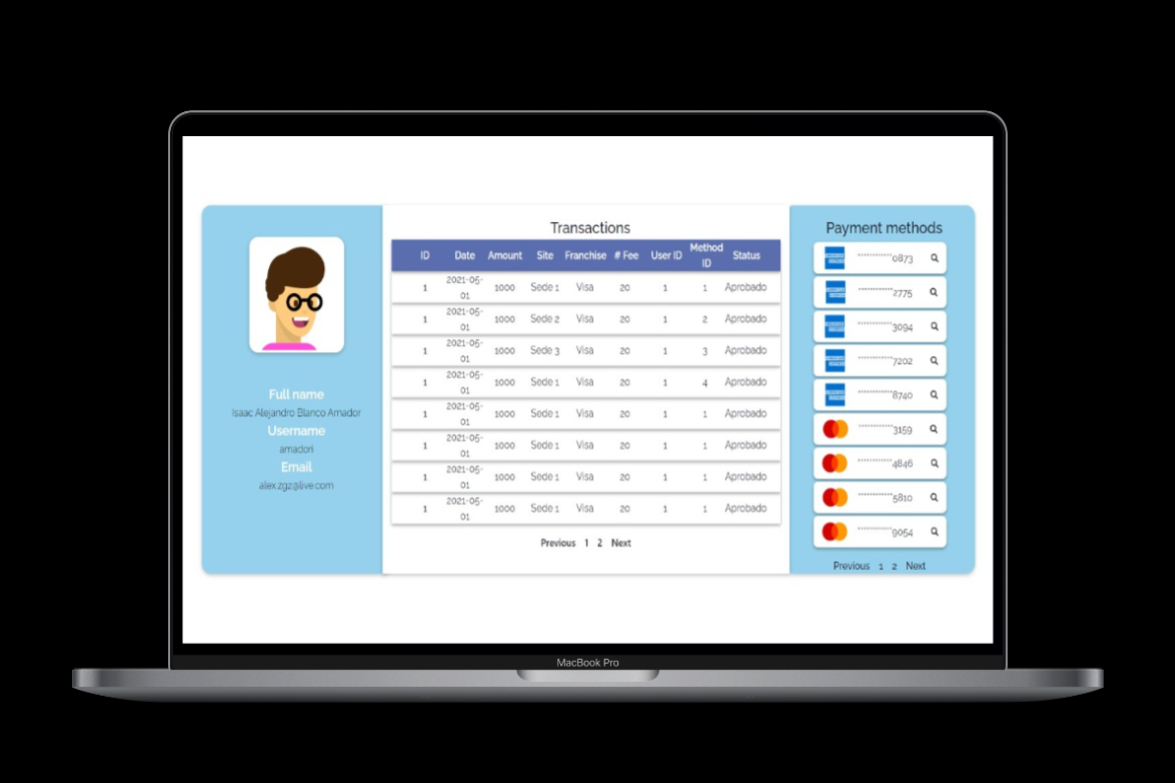 Full name
Isaac Alejandro Blanco Amador
Username
amadori
Email
alex.zgz@live.com
Transactions
ID Date Amount Site Franchise # Fee User ID Method ID Status
1 2021-05-01 1000 Sede 1 Visa 20 1 1 Aprobado
1 2021-05-01 1000 Sede 2 Visa 20 1 2 Aprobado
1 2021-05-01 1000 Sede 3 Visa 20 1 3 Aprobado
1 2021-05-01 1000 Sede 1 Visa 20 1 4 Aprobado
1 2021-05-01 1000 Sede 1 Visa 20 1 1 Aprobado
1 2021-05-01 1000 Sede 1 Visa 20 1 1 Aprobado
1 2021-05-01 1000 Sede 1 Visa 20 1 1 Aprobado
1 2021-05-01 1000 Sede 1 Visa 20 1 1 Aprobado
Previous 1 2 Next
Payment methods
************0873
************2775
************3094
************7202
************8740
************3159
************4846
************5810
************9054
Previous 1 2 Next
MacBook Pro